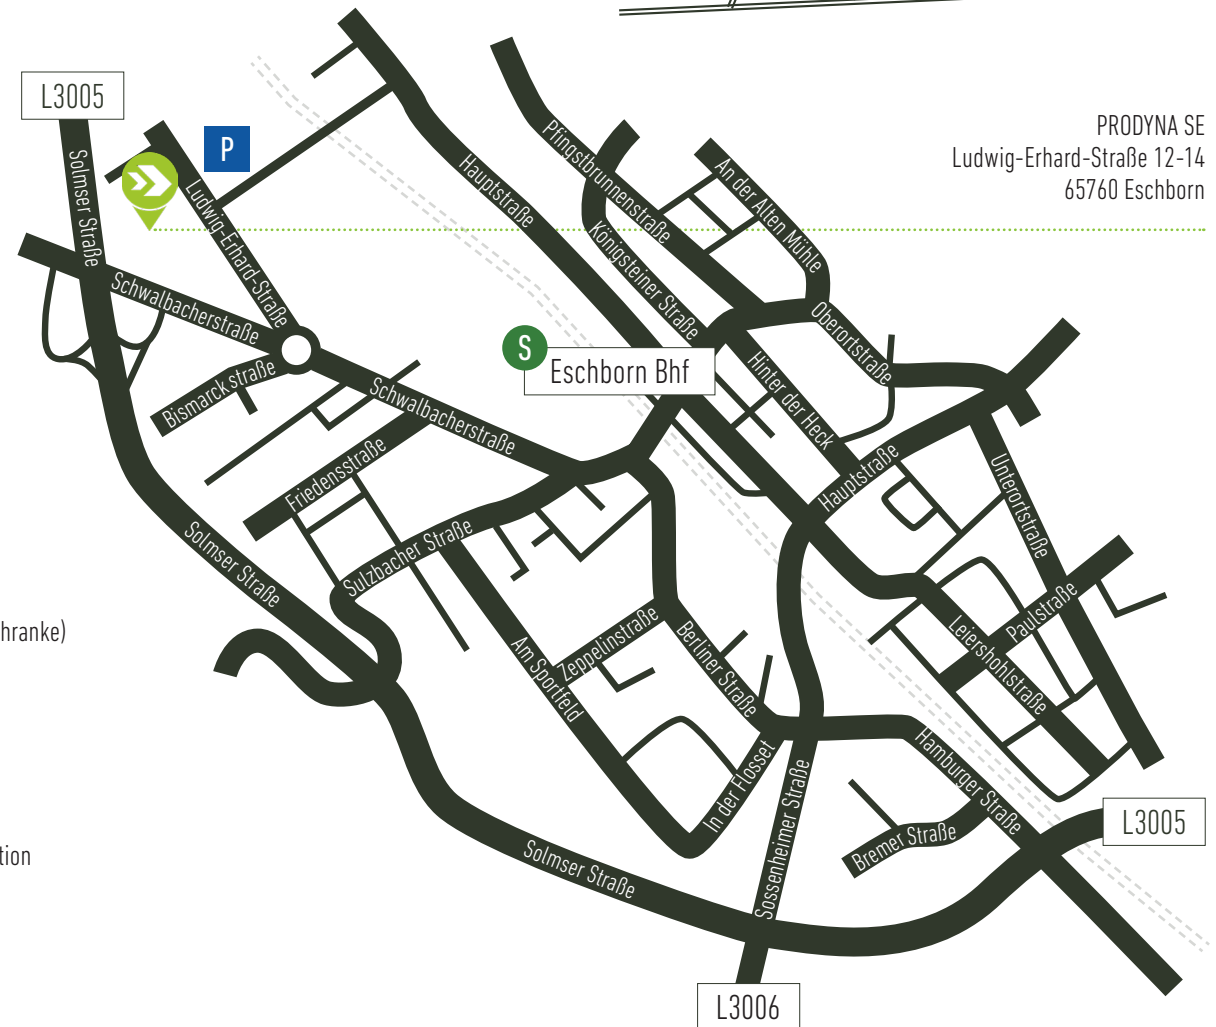 L3005
P
PRODYNA SE
Ludwig-Erhard-Straße 12-14
65760 Eschborn
Solmser Straße
Ludwig-Erhard-Straße
Hauptstraße
Pfingstbrunnenstraße
An der Alten Mühle
Königsteiner Straße
Schwalbacherstraße
Oberortstraße
S
Eschborn Bhf
Hinter der Heck
Bismarckstraße
Schwalbacherstraße
Friedensstraße
Hauptstraße
Unterortstraße
Sulzbacher Straße
Solmser Straße
Paulstraße
Leiershohlstraße
hranke)
Zeppelinstraße
Berliner Straße
Am Sportfeld
In der Flosset
Hamburger Straße
Sossenheimer Straße
L3005
Bremer Straße
tion
Solmser Straße
L3006